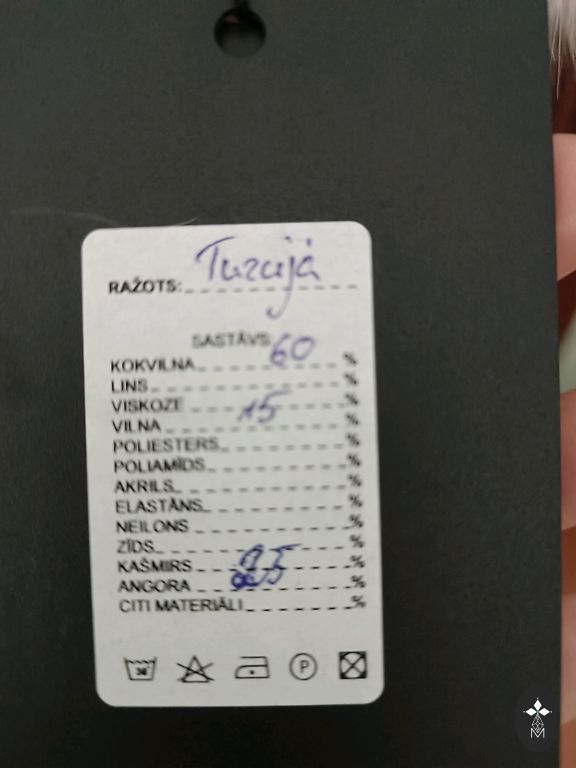 RAŽOTS: Turcijā
SASTĀVS:
KOKVILNA 60 %
LINS %
VISKOZE 15 %
VILNA %
POLIESTERS %
POLIAMĪDS %
AKRILS %
ELASTĀNS %
NEILONS %
ZĪDS %
KAŠMIRS 25 %
ANGORA %
CITI MATERIĀLI %
30 P
M